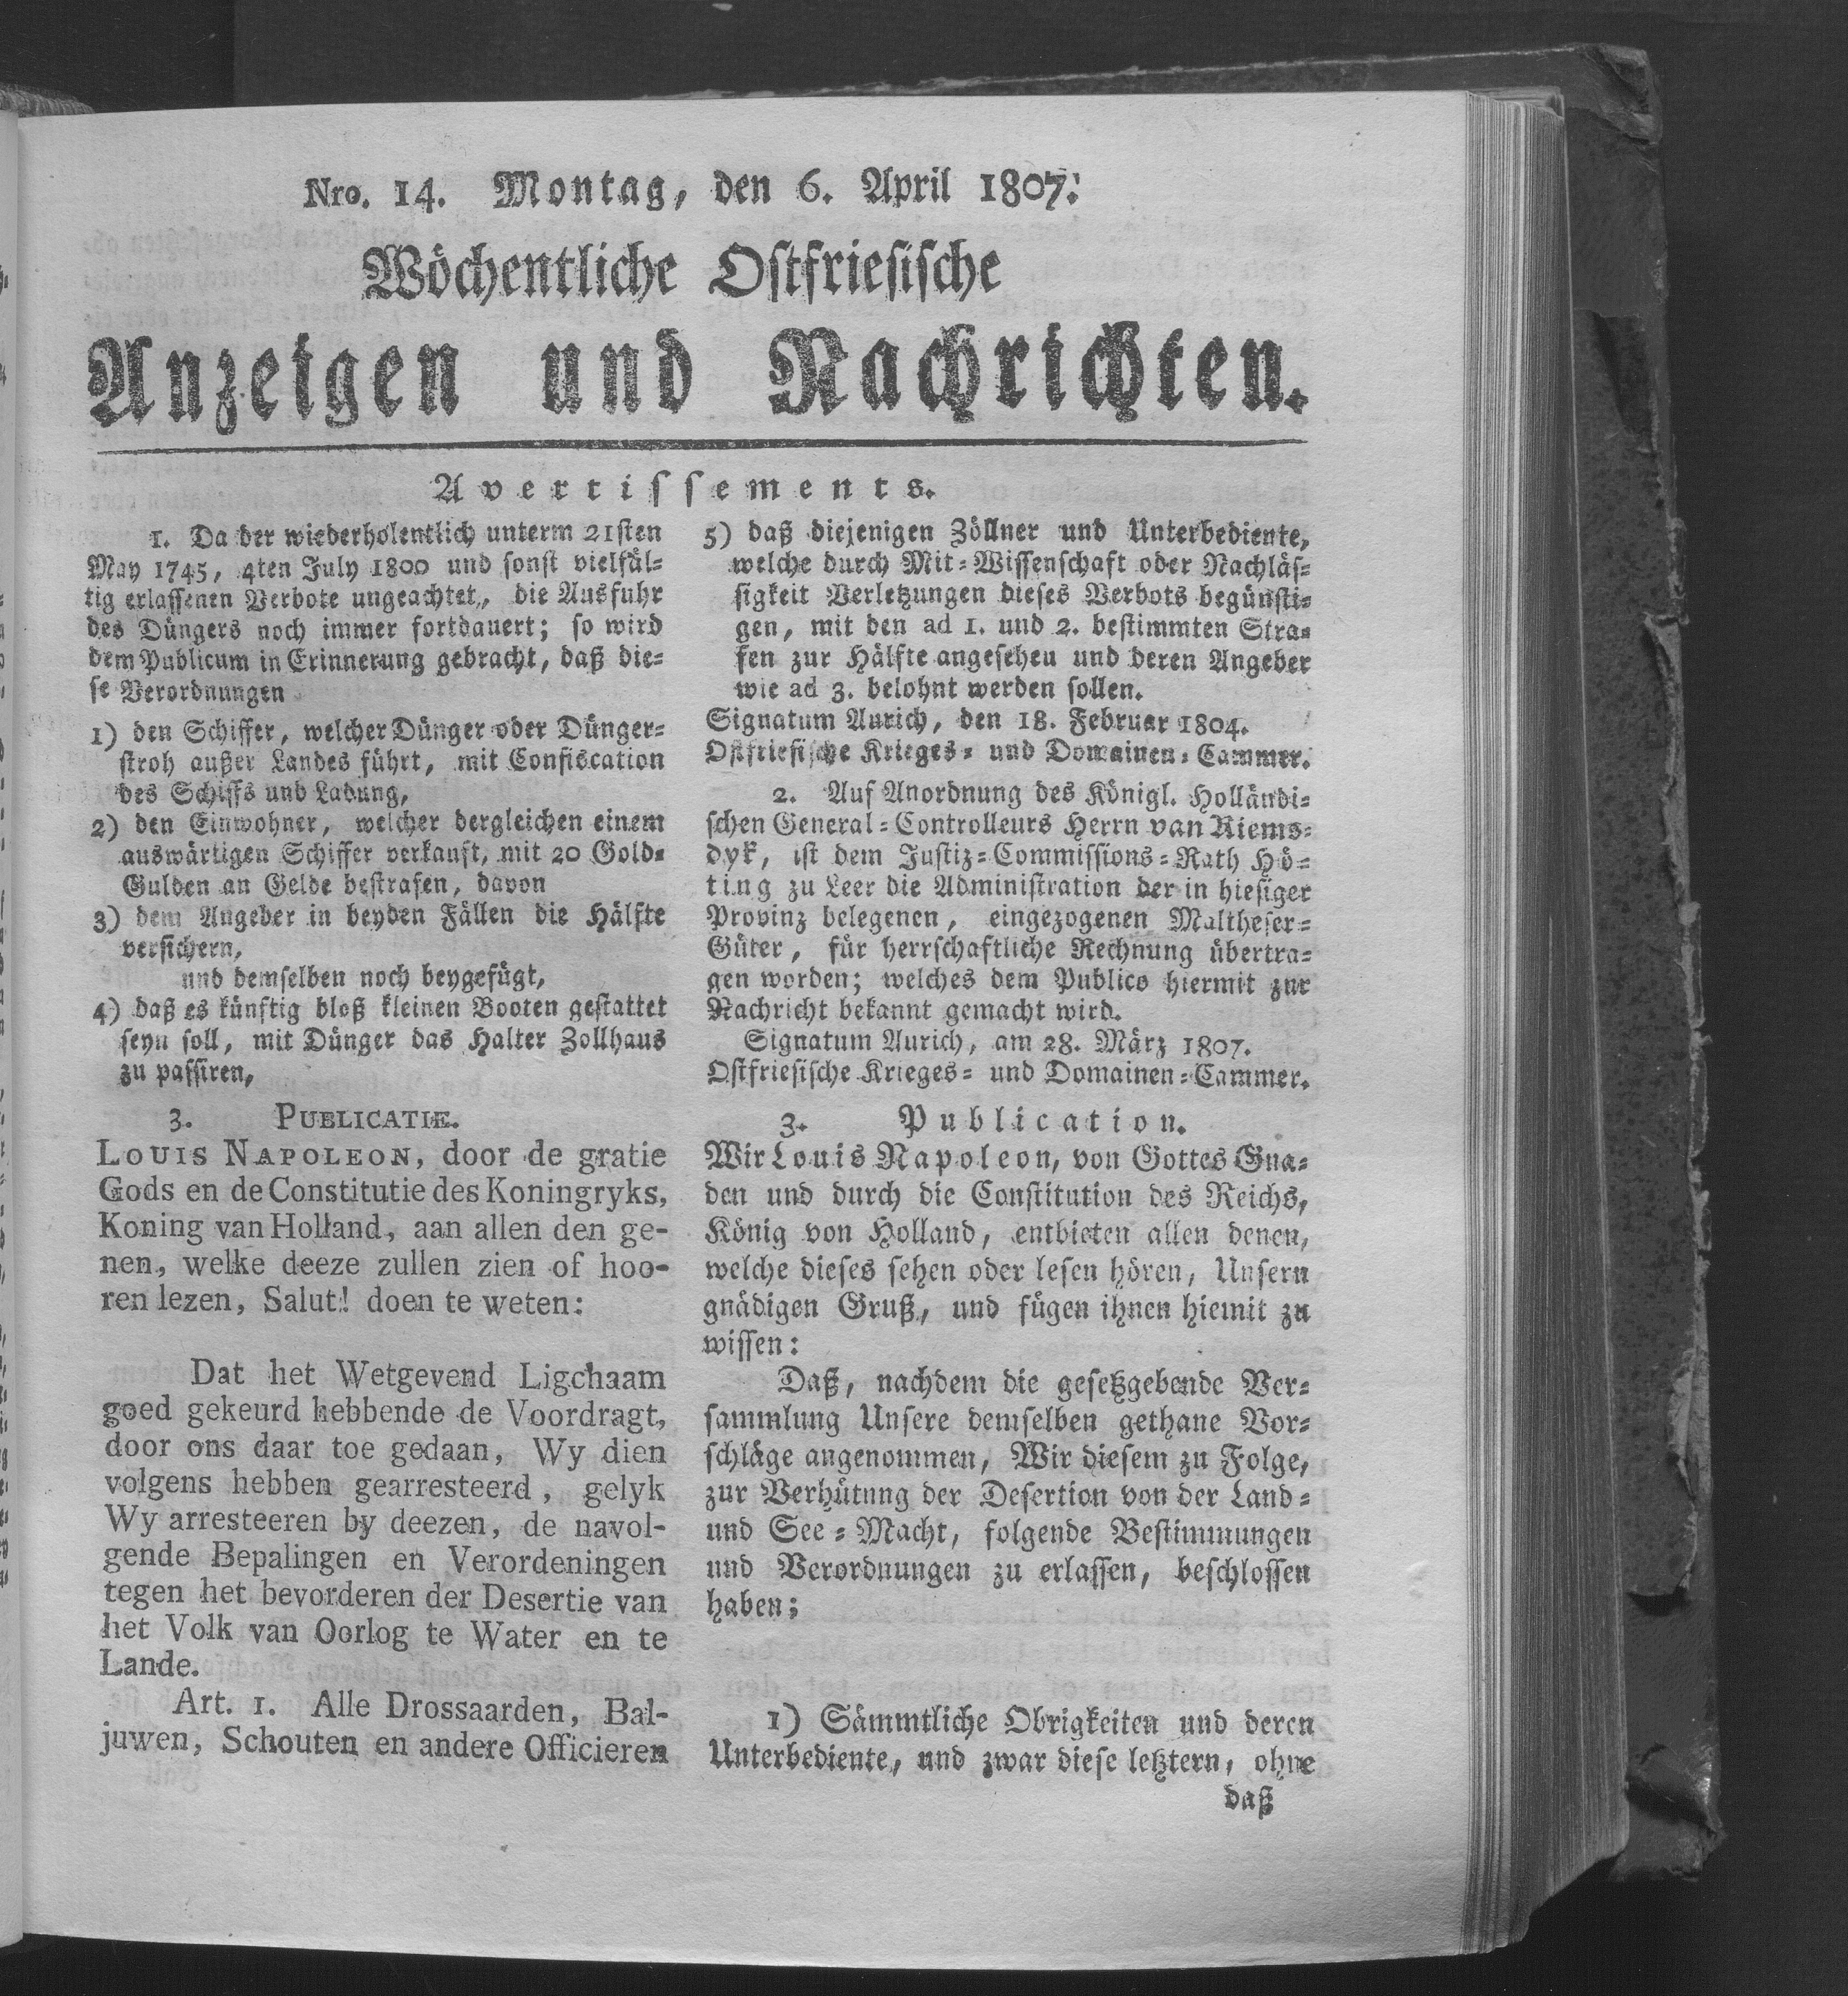 Nro. 14. Montag, den 6. April 1807.
Wöchentliche Ostfriesische
Anzeigen und Nachrichten.
Avertissements.
1. Da der wiederholentlich unterm 21sten
May 1745, 4ten July 1800 und sonst vielfäl-
tig erlassenen Verbote ungeachtet, die Ausfuhr
des Düngers noch immer fortdauert; so wird
dem Publicum in Erinnerung gebracht, daß die-
se Verordnungen
1) den Schiffer, welcher Dünger oder Dünger-
stroh außer Landes führt, mit Confiscation
des Schiffs und Ladung,
2) den Einwohner, welcher dergleichen einem
auswärtigen Schiffer verkauft, mit 20 Gold-
Gulden an Gelde bestrafen, davon
3) dem Angeber in beyden Fällen die Hälfte
versichern,
und demselben noch beygefügt,
4) daß es künftig bloß kleinen Booten gestattet
seyn soll, mit Dünger das Halter Zollhaus
zu passiren,
5) daß diejenigen Zöllner und Unterbediente,
welche durch Mit-Wissenschaft oder Nachläs-
sigkeit Verletzungen dieses Verbots begünsti-
gen, mit den ad 1. und 2. bestimmten Stra-
fen zur Hälfte angeseheu und deren Angeber
wie ad 3. belohnt werden sollen.
Signatum Aurich, den 18. Februar 1804.
Ostfriesische Krieges- und Domainen-Cammer.
2. Auf Anordnung des Königl. Holländi-
schen General-Controlleurs Herrn van Riems-
dyk, ist dem Justiz-Commissions-Rath Hö-
ting zu Leer die Administration der in hiesiger
Provinz belegenen, eingezogenen Maltheser-
Güter, für herrschaftliche Rechnung übertra-
gen worden; welches dem Publico hiermit zur
Nachricht bekannt gemacht wird.
Signatum Aurich, am 28. März 1807.
Ostfriesische Krieges- und Domainen-Cammer.
3. PUBLICATIE.
LOUIS NAPOLEON, door de gratie
Gods en de Constitutie des Koningryks,
Koning van Holland, aan allen den ge-
nen, welke deeze zullen zien of hoo-
ren lezen, Salut! doen te weten:
Dat het Wetgevend Ligchaam
goed gekeurd hebbende de Voordragt,
door ons daar toe gedaan, Wy dien
volgens hebben gearresteerd, gelyk
Wy arresteeren by deezen, de navol-
gende Bepalingen en Verordeningen
tegen het bevorderen der Desertie van
het Volk van Oorlog te Water en te
Lande.
Art. 1. Alle Drossaarden, Bal-
juwen, Schouten en andere Officieren
3. Publication.
Wir Louis Napoleon, von Gottes Gna-
den und durch die Constitution des Reichs,
König von Holland, entbieten allen denen,
welche dieses sehen oder lesen hören, Unsern
gnädigen Gruß, und fügen ihnen hiemit zu
wissen:
Daß, nachdem die gesetzgebende Ver-
sammlung Unsere demselben gethane Vor-
schläge angenommen, Wir diesem zu Folge,
zur Verhütung der Desertion von der Land-
und See-Macht, folgende Bestimmungen
und Verordnungen zu erlassen, beschlossen
haben;
1) Sämmtliche Obrigkeiten und deren
Unterbediente, und zwar diese letztern, ohne
daß